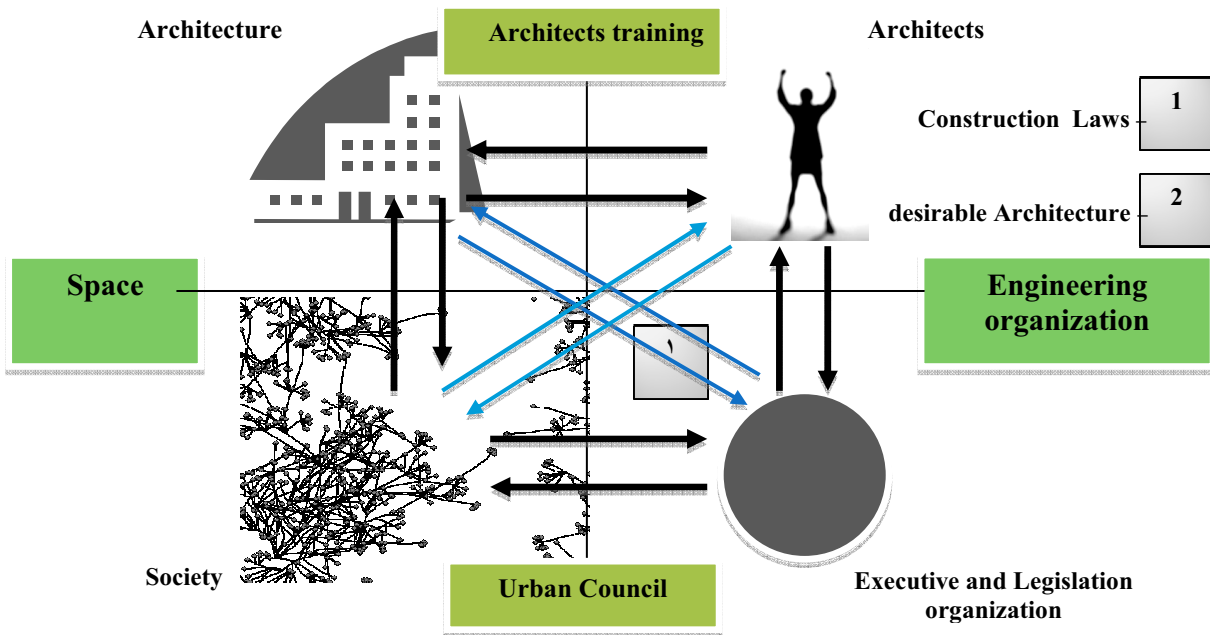 Architecture
Architects training
Architects
1
Construction Laws
2
desirable Architecture
Space
Engineering
organization
١
Society
Urban Council
Executive and Legislation
organization